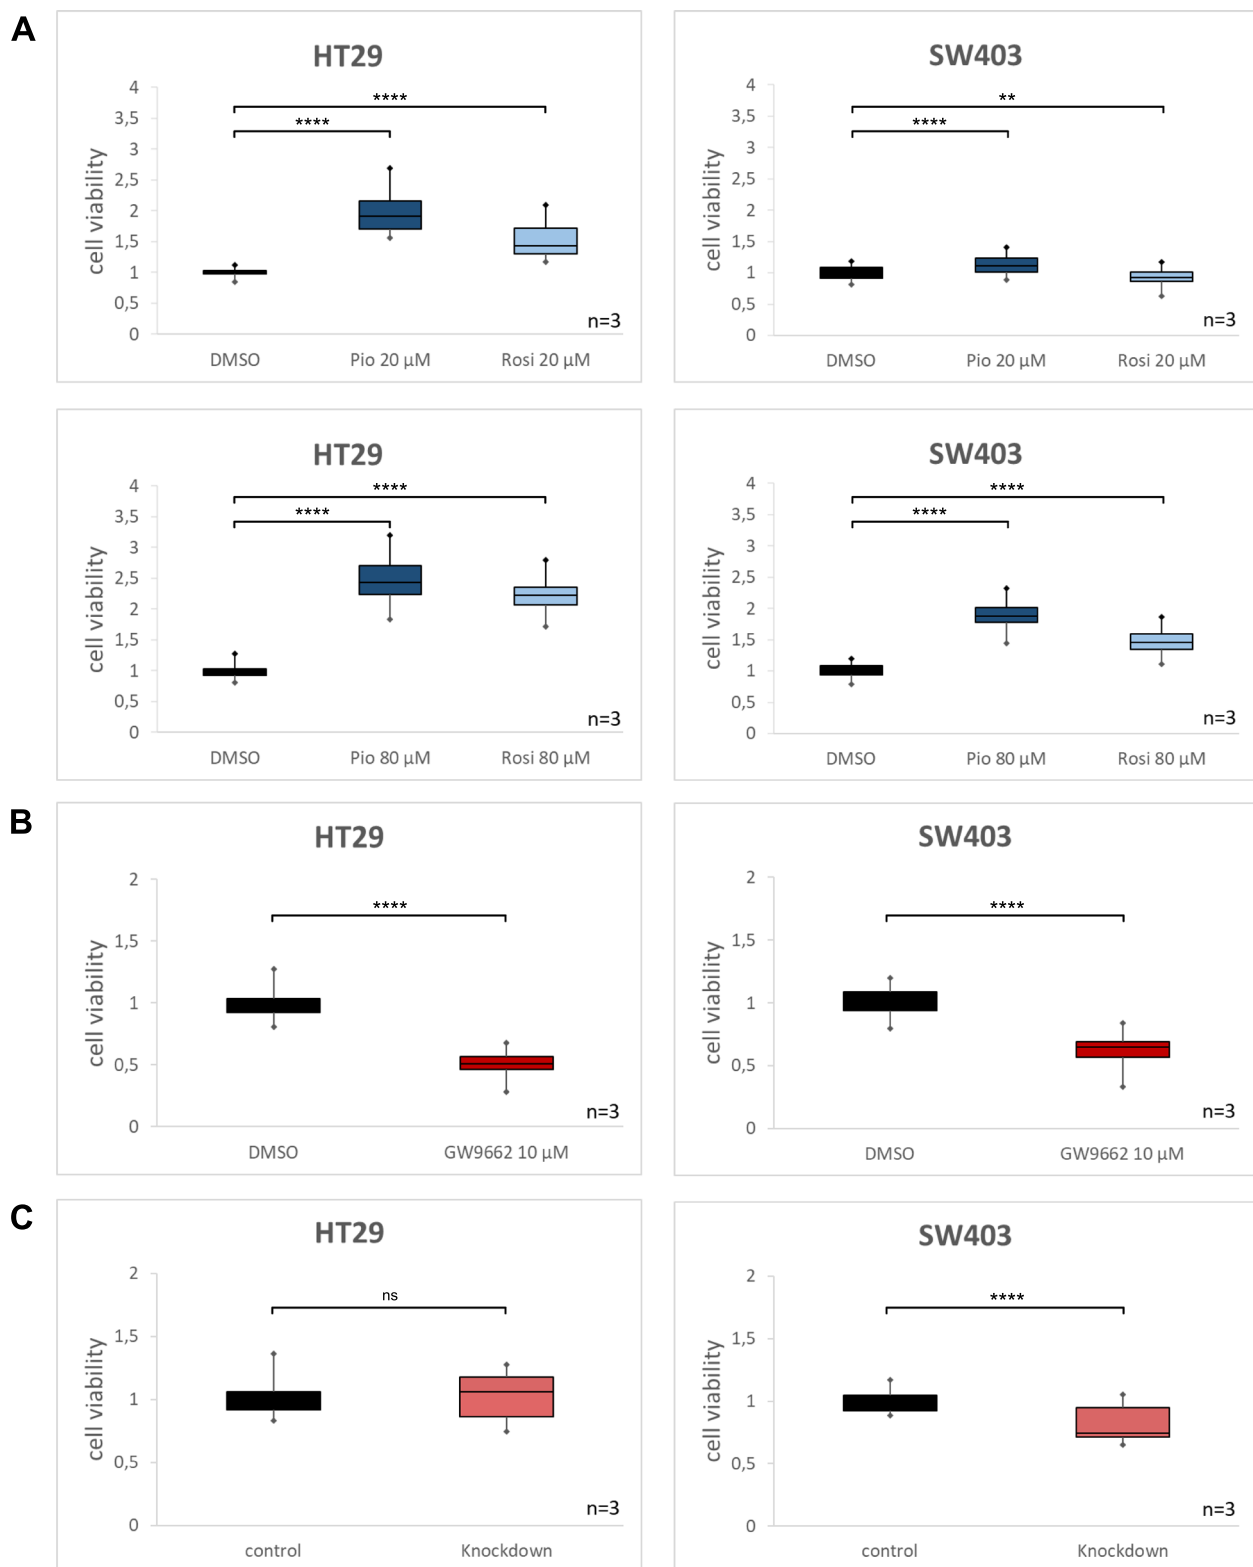 A
HT29
cell viability
4
3,5
3
2,5
2
1,5
1
0,5
0
****
****
n=3
DMSO Pio 20 µM Rosi 20 µM
SW403
cell viability
4
3,5
3
2,5
2
1,5
1
0,5
0
**
****
n=3
DMSO Pio 20 µM Rosi 20 µM
HT29
cell viability
4
3,5
3
2,5
2
1,5
1
0,5
0
****
****
n=3
DMSO Pio 80 µM Rosi 80 µM
SW403
cell viability
4
3,5
3
2,5
2
1,5
1
0,5
0
****
****
n=3
DMSO Pio 80 µM Rosi 80 µM
B
HT29
cell viability
2
1,5
1
0,5
0
****
n=3
DMSO GW9662 10 µM
SW403
cell viability
2
1,5
1
0,5
0
****
n=3
DMSO GW9662 10 µM
C
HT29
cell viability
2
1,5
1
0,5
0
ns
n=3
control Knockdown
SW403
cell viability
2
1,5
1
0,5
0
****
n=3
control Knockdown